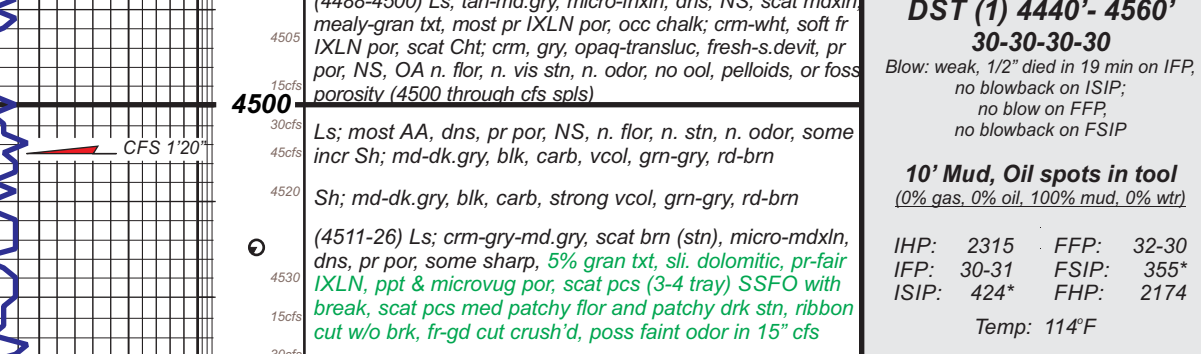 (4488-4500) Ls, tan-md.gry, micro-fnxln, dns, NS, scat mdxln,
mealy-gran txt, most pr IXLN por, occ chalk; crm-wht, soft fr
4505
IXLN por, scat Cht; crm, gry, opaq-transluc, fresh-s.devit, pr
por, NS, OA n. flor, n. vis stn, n. odor, no ool, pelloids, or foss
15cfs
porosity (4500 through cfs spls)
4500
30cfs
Ls; most AA, dns, pr por, NS, n. flor, n. stn, n. odor, some
CFS 1'20"
45cfs
incr Sh; md-dk.gry, blk, carb, vcol, grn-gry, rd-brn
4520
Sh; md-dk.gry, blk, carb, strong vcol, grn-gry, rd-brn
(4511-26) Ls; crm-gry-md.gry, scat brn (stn), micro-mdxln,
dns, pr por, some sharp, 5% gran txt, sli. dolomitic, pr-fair
4530
IXLN, ppt & microvug por, scat pcs (3-4 tray) SSFO with
break, scat pcs med patchy flor and patchy drk stn, ribbon
15cfs
cut w/o brk, fr-gd cut crush'd, poss faint odor in 15" cfs
30cfs
DST (1) 4440'- 4560'
30-30-30-30
Blow: weak, 1/2" died in 19 min on IFP,
no blowback on ISIP;
no blow on FFP,
no blowback on FSIP
10' Mud, Oil spots in tool
(0% gas, 0% oil, 100% mud, 0% wtr)
IHP: 2315 FFP: 32-30
IFP: 30-31 FSIP: 355*
ISIP: 424* FHP: 2174
Temp: 114°F